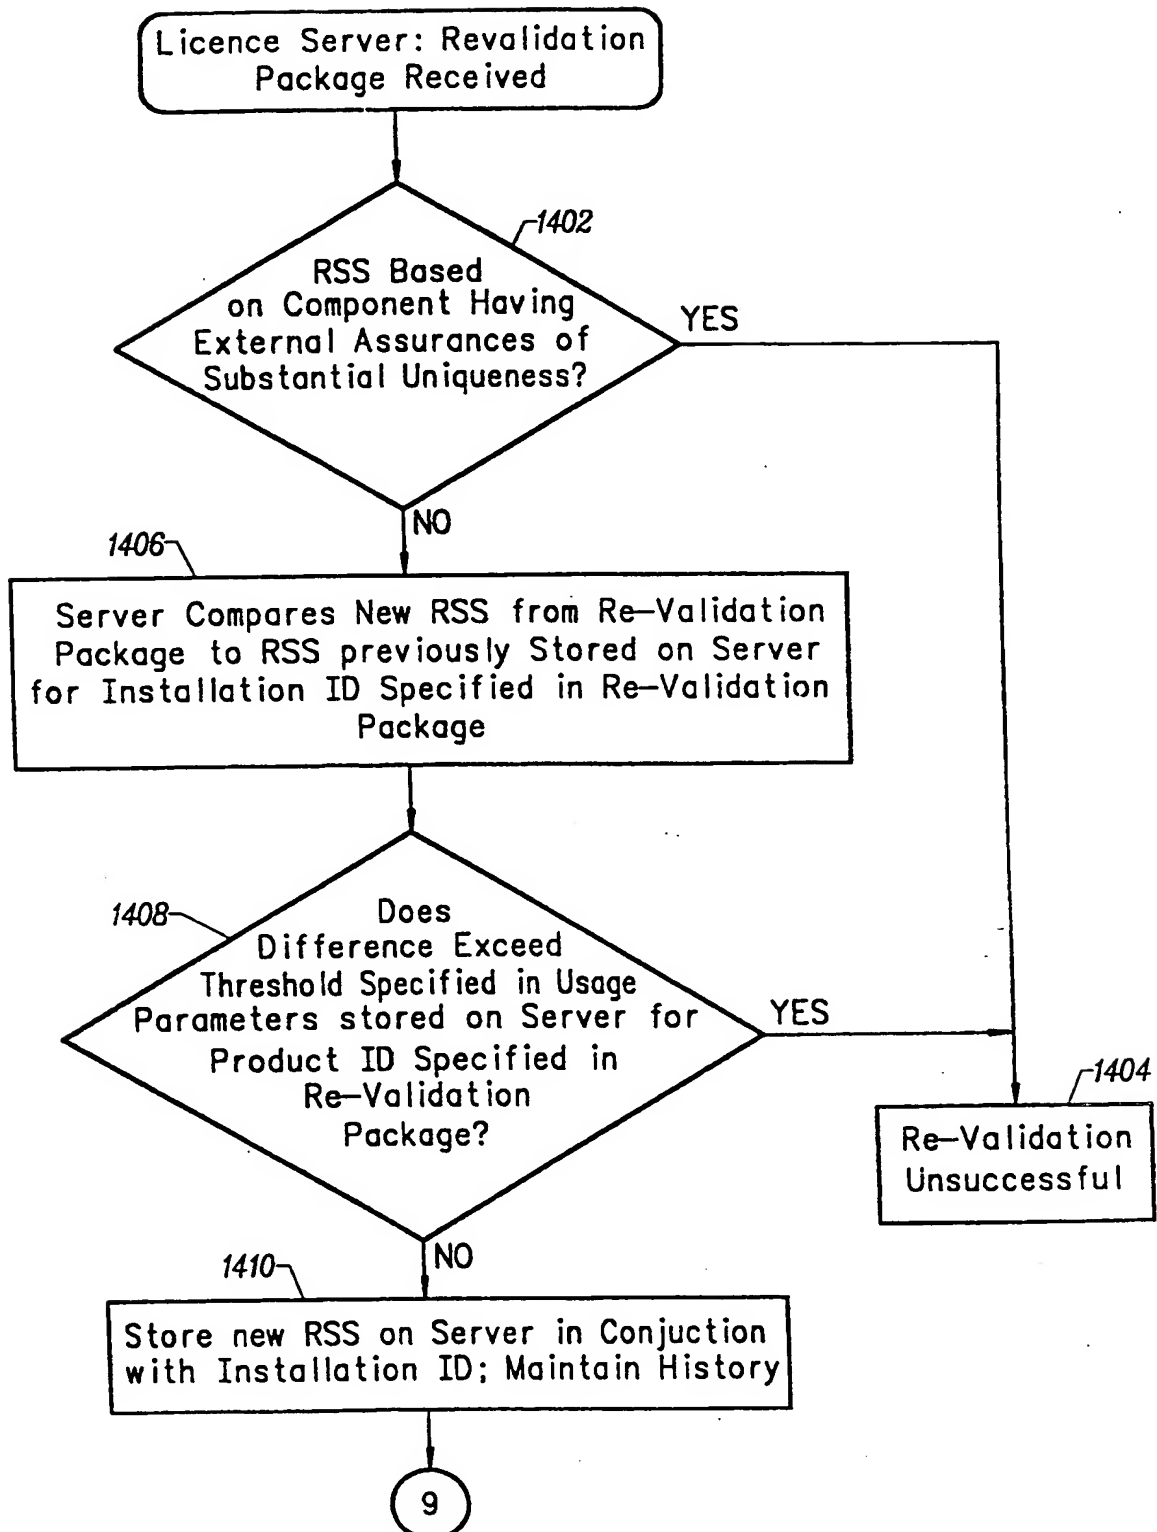 Licence Server: Revalidation
Package Received
1402
RSS Based
on Component Having
External Assurances of
Substantial Uniqueness?
YES
NO
1406
Server Compares New RSS from Re-Validation
Package to RSS previously Stored on Server
for Installation ID Specified in Re-Validation
Package
1408
Does
Difference Exceed
Threshold Specified in Usage
Parameters stored on Server for
Product ID Specified in
Re-Validation
Package?
YES
1404
Re-Validation
Unsuccessful
NO
1410
Store new RSS on Server in Conjuction
with Installation ID; Maintain History
9